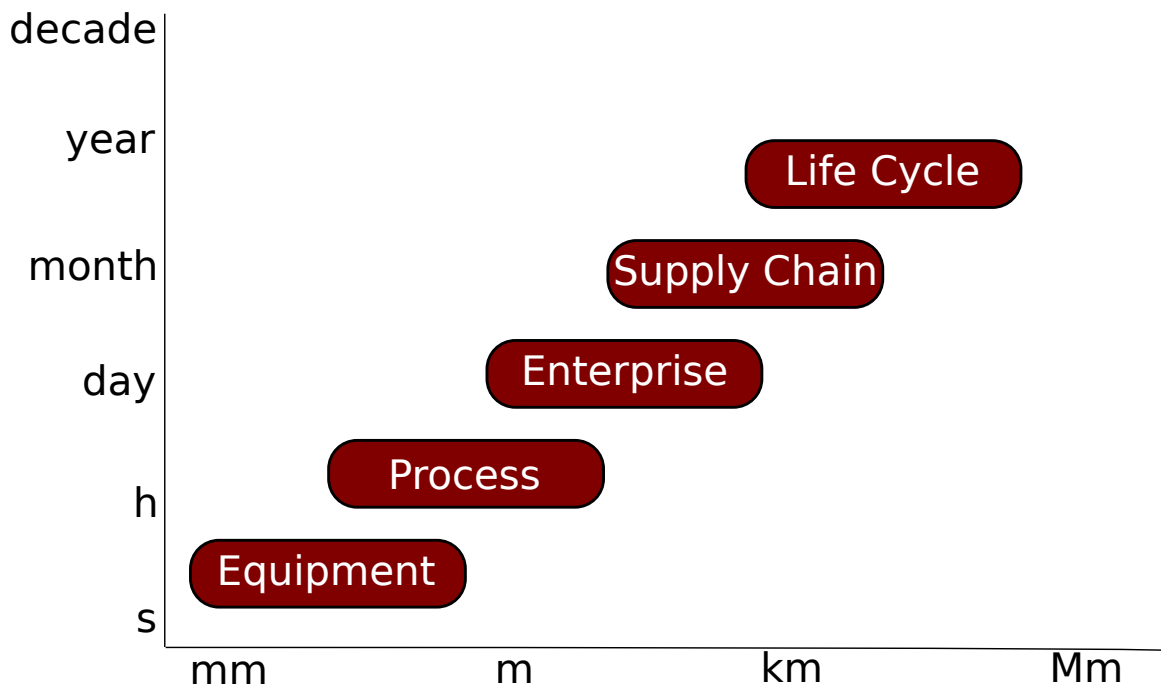 decade
year
Life Cycle
month
Supply Chain
Enterprise
day
Process
h
Equipment
s
mm m km Mm